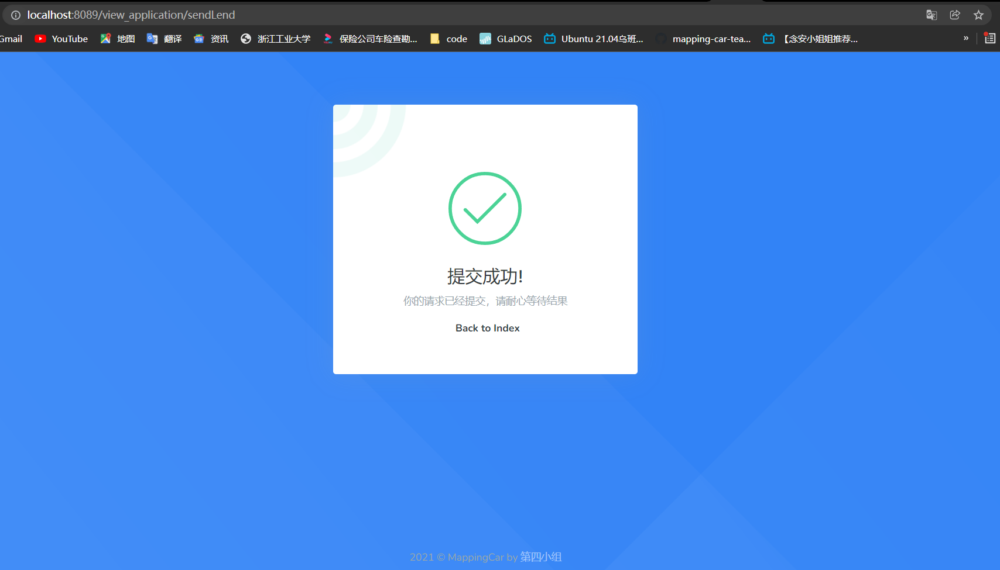 localhost:8089/view_application/sendLend
Gmail YouTube 地图 翻译 资讯 浙江工业大学 保险公司车险查勘... code GLaDOS Ubuntu 21.04乌班... mapping-car-tea... 【念安小姐姐推荐... »
提交成功!
你的请求已经提交，请耐心等待结果
Back to Index
2021 © MappingCar by 第四小组